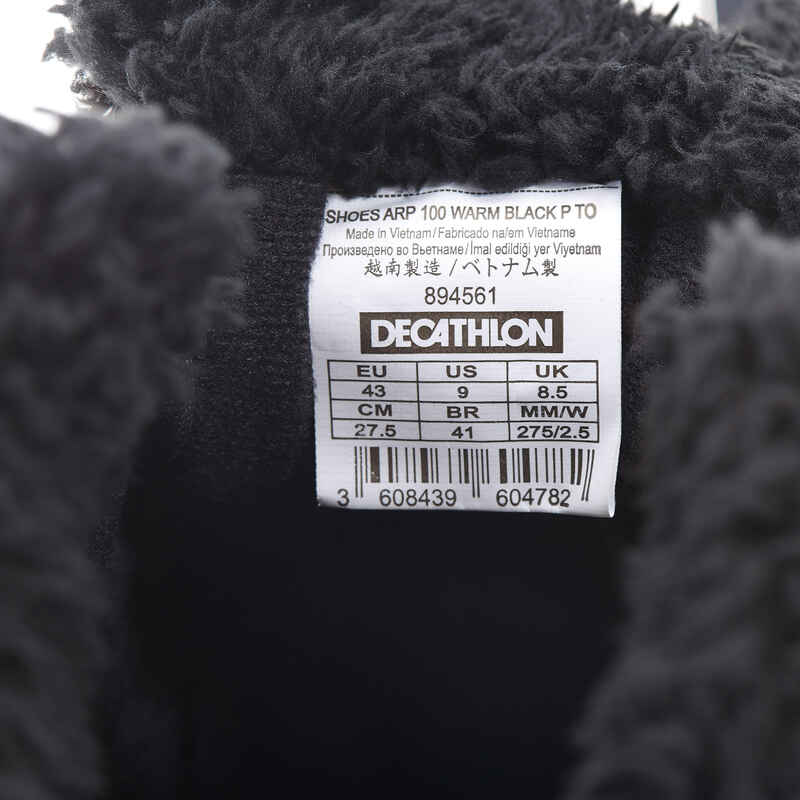 SHOES ARP 100 WARM BLACK P TO
Made in Vietnam/Fabricado na/em Vietname
Произведено во Вьетнаме/İmal edildiği yer Viyetnam
越南製造/ベトナム製
894561
DECATHLON
EU US UK
43 9 8.5
CM BR MM/W
27.5 41 275/2.5
3 608439 604782